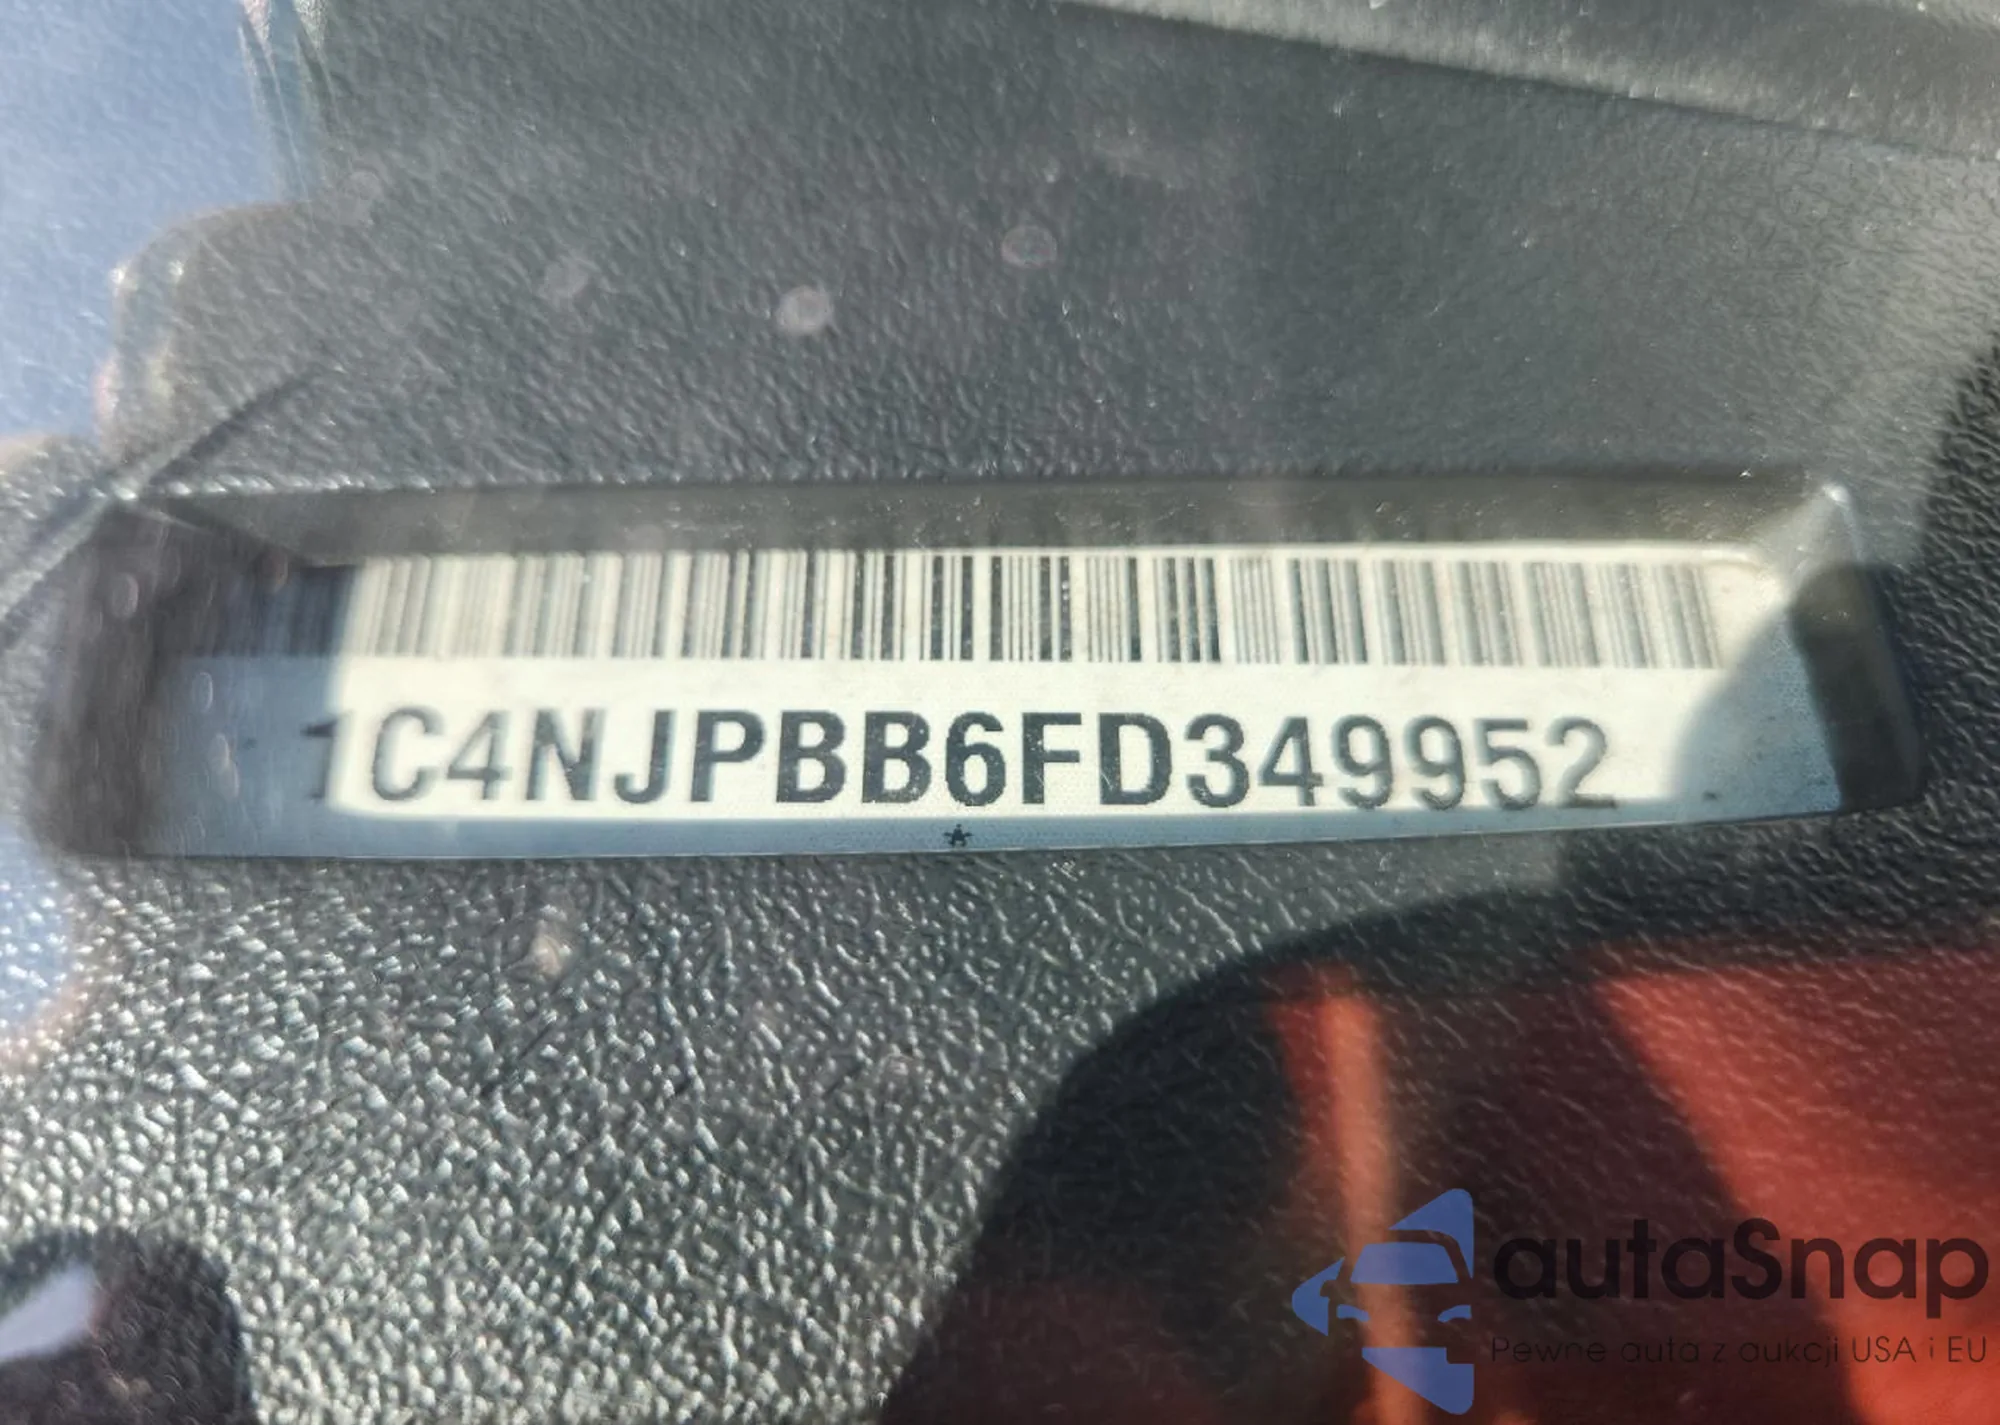 1C4NJPBB6FD349952
autaSnap
Pewne auta z aukcji USA i EU